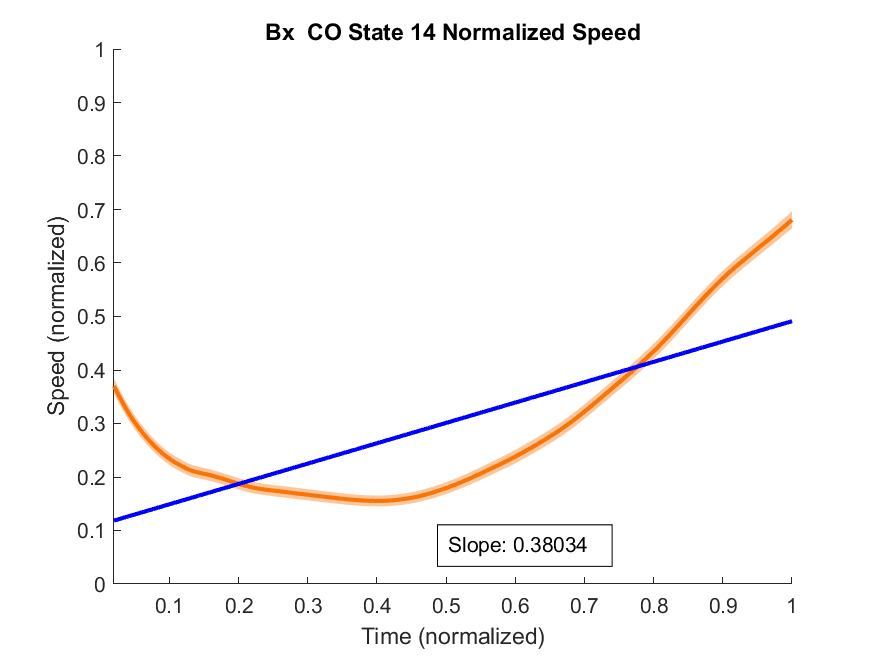 Bx  CO State 14 Normalized Speed
1
0.9
0.8
0.7
0.6
0.5
0.4
0.3
0.2
0.1
0
Speed (normalized)
Slope: 0.38034
0.1 0.2 0.3 0.4 0.5 0.6 0.7 0.8 0.9 1
Time (normalized)